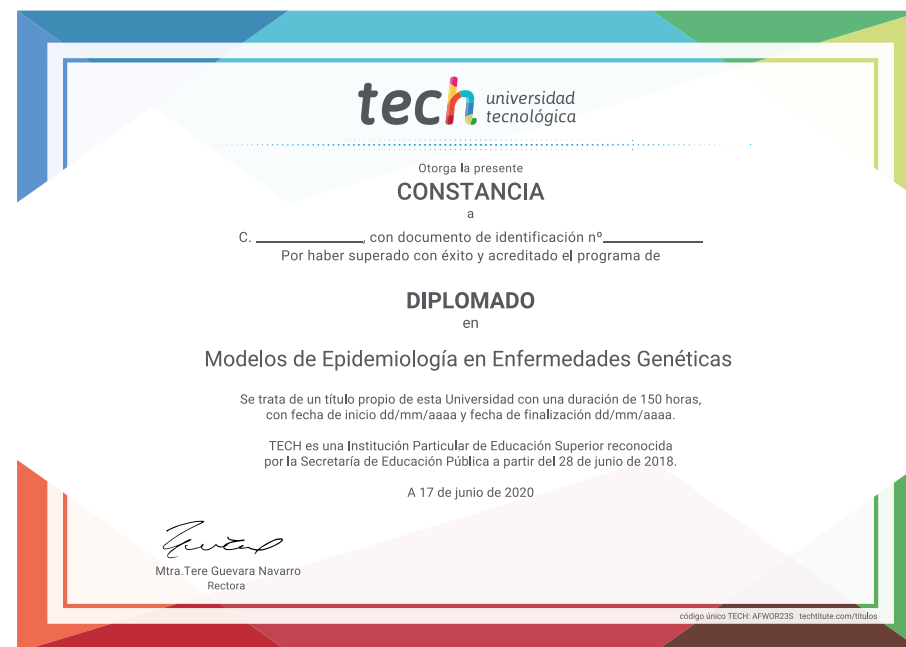 tech universidad
tecnológica
Otorga la presente
CONSTANCIA
a
C. ____________, con documento de identificación nº____________
Por haber superado con éxito y acreditado el programa de
DIPLOMADO
en
Modelos de Epidemiología en Enfermedades Genéticas
Se trata de un título propio de esta Universidad con una duración de 150 horas,
con fecha de inicio dd/mm/aaaa y fecha de finalización dd/mm/aaaa.
TECH es una Institución Particular de Educación Superior reconocida
por la Secretaría de Educación Pública a partir del 28 de junio de 2018.
A 17 de junio de 2020
Mtra.Tere Guevara Navarro
Rectora
código único TECH: AFWOR23S techtitute.com/titulos